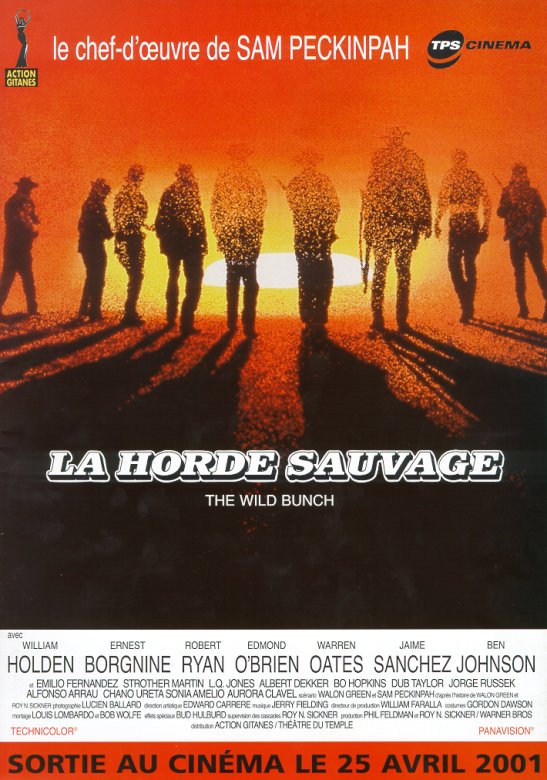 le chef-d'œuvre de SAM PECKINPAH
TPS CINEMA
ACTION
GITANES
LA HORDE SAUVAGE
THE WILD BUNCH
avec
WILLIAM ERNEST ROBERT EDMOND WARREN JAIME BEN
HOLDEN BORGNINE RYAN O'BRIEN OATES SANCHEZ JOHNSON
et EMILIO FERNANDEZ STROTHER MARTIN L.Q. JONES ALBERT DEKKER BO HOPKINS DUB TAYLOR JORGE RUSSEK
ALFONSO ARRAU CHANO URETA SONIA AMELIO AURORA CLAVEL scénario WALON GREEN et SAM PECKINPAH d'après l'histoire de WALON GREEN et
ROY N. SICKNER photographie LUCIEN BALLARD direction artistique EDWARD CARRERE musique JERRY FIELDING directeur de production WILLIAM FARALLA costumes GORDON DAWSON
montage LOUIS LOMBARDO et BOB WOLFE effets spéciaux BUD HULBURD supervision des cascades ROY N. SICKNER production PHIL FELDMAN et ROY N. SICKNER / WARNER BROS
distribution ACTION GITANES / THÉATRE DU TEMPLE
TECHNICOLOR® PANAVISION®
SORTIE AU CINÉMA LE 25 AVRIL 2001